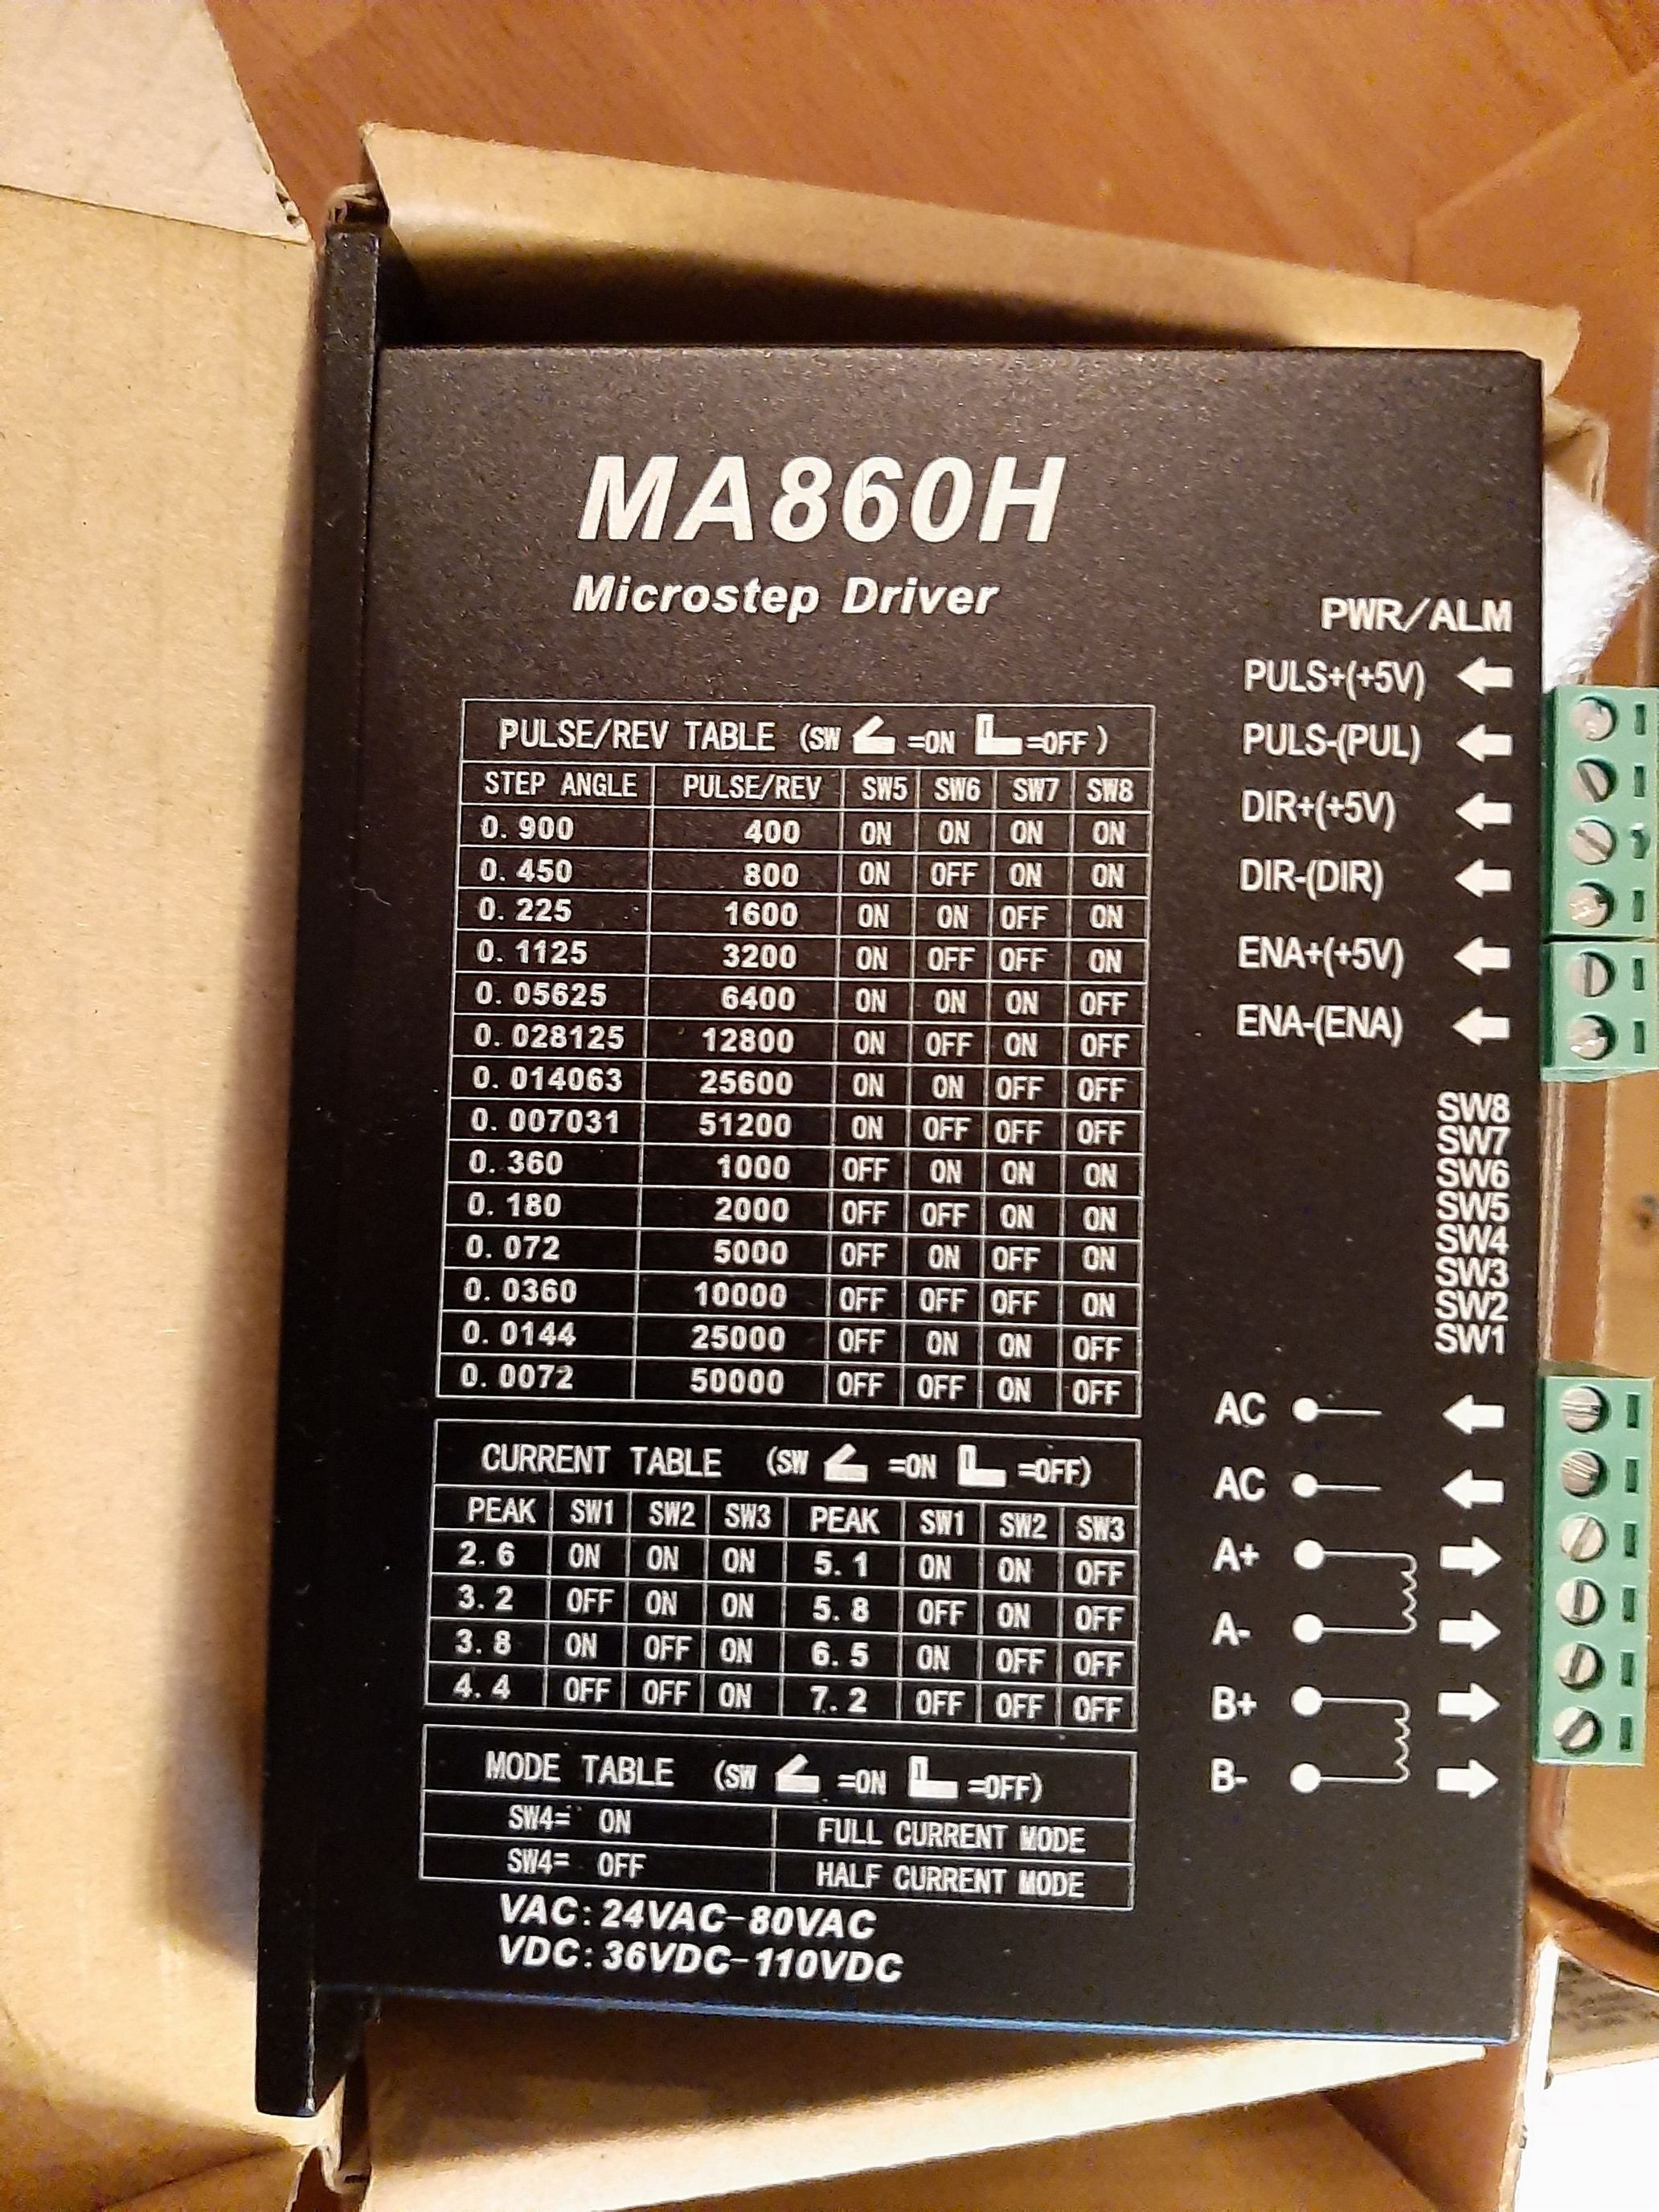 MA860H
Microstep Driver
PWR/ALM
PULS+(+5V)
PULS-(PUL)
DIR+(+5V)
DIR-(DIR)
ENA+(+5V)
ENA-(ENA)
SW8
SW7
SW6
SW5
SW4
SW3
SW2
SW1
AC
AC
A+
A-
B+
B-
PULSE/REV TABLE (SW =ON =OFF)
STEP ANGLE PULSE/REV SW5 SW6 SW7 SW8
0.900 400 ON ON ON ON
0.450 800 ON OFF ON ON
0.225 1600 ON ON OFF ON
0.1125 3200 ON OFF OFF ON
0.05625 6400 ON ON ON OFF
0.028125 12800 ON OFF ON OFF
0.014063 25600 ON ON OFF OFF
0.007031 51200 ON OFF OFF OFF
0.360 1000 OFF ON ON ON
0.180 2000 OFF OFF ON ON
0.072 5000 OFF ON OFF ON
0.0360 10000 OFF OFF OFF ON
0.0144 25000 OFF ON ON OFF
0.0072 50000 OFF OFF ON OFF
CURRENT TABLE (SW =ON =OFF)
PEAK SW1 SW2 SW3 PEAK SW1 SW2 SW3
2.6 ON ON ON 5.1 ON ON OFF
3.2 OFF ON ON 5.8 OFF ON OFF
3.8 ON OFF ON 6.5 ON OFF OFF
4.4 OFF OFF ON 7.2 OFF OFF OFF
MODE TABLE (SW =ON =OFF)
SW4= ON FULL CURRENT MODE
SW4= OFF HALF CURRENT MODE
VAC:24VAC-80VAC
VDC:36VDC-110VDC